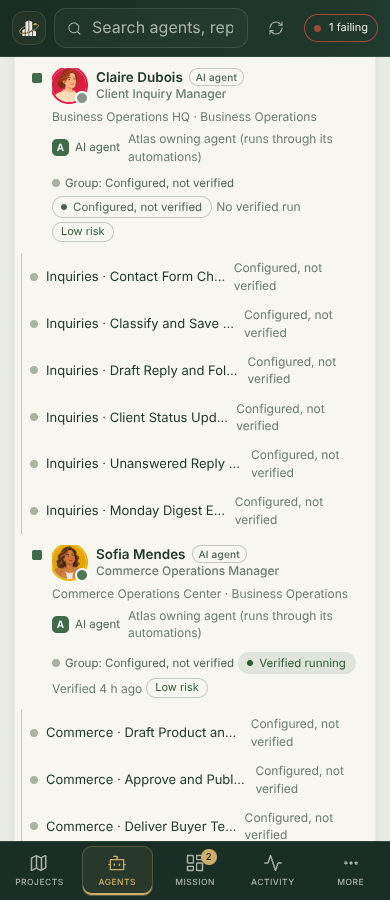 Search agents, rep
1 failing
Claire Dubois AI agent
Client Inquiry Manager
Business Operations HQ · Business Operations
A AI agent Atlas owning agent (runs through its
automations)
Group: Configured, not verified
Configured, not verified No verified run
Low risk
Inquiries · Contact Form Ch... Configured, not
verified
Inquiries · Classify and Save ... Configured, not
verified
Inquiries · Draft Reply and Fol... Configured, not
verified
Inquiries · Client Status Upd... Configured, not
verified
Inquiries · Unanswered Reply ... Configured, not
verified
Inquiries · Monday Digest E... Configured, not
verified
Sofia Mendes AI agent
Commerce Operations Manager
Commerce Operations Center · Business Operations
A AI agent Atlas owning agent (runs through its
automations)
Group: Configured, not verified Verified running
Verified 4 h ago Low risk
Commerce · Draft Product an... Configured, not
verified
Commerce · Approve and Publ... Configured, not
verified
Commerce · Deliver Buyer Te... Configured, not
verified
2
PROJECTS AGENTS MISSION ACTIVITY MORE